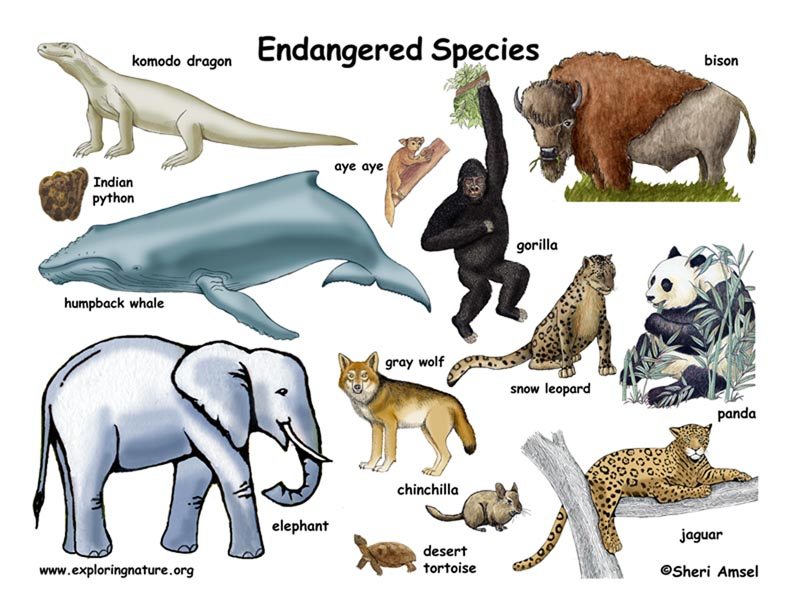 Endangered Species
komodo dragon
bison
aye aye
Indian
python
gorilla
humpback whale
gray wolf
snow leopard
panda
chinchilla
elephant
desert
tortoise
jaguar
www.exploringnature.org
©Sheri Amsel